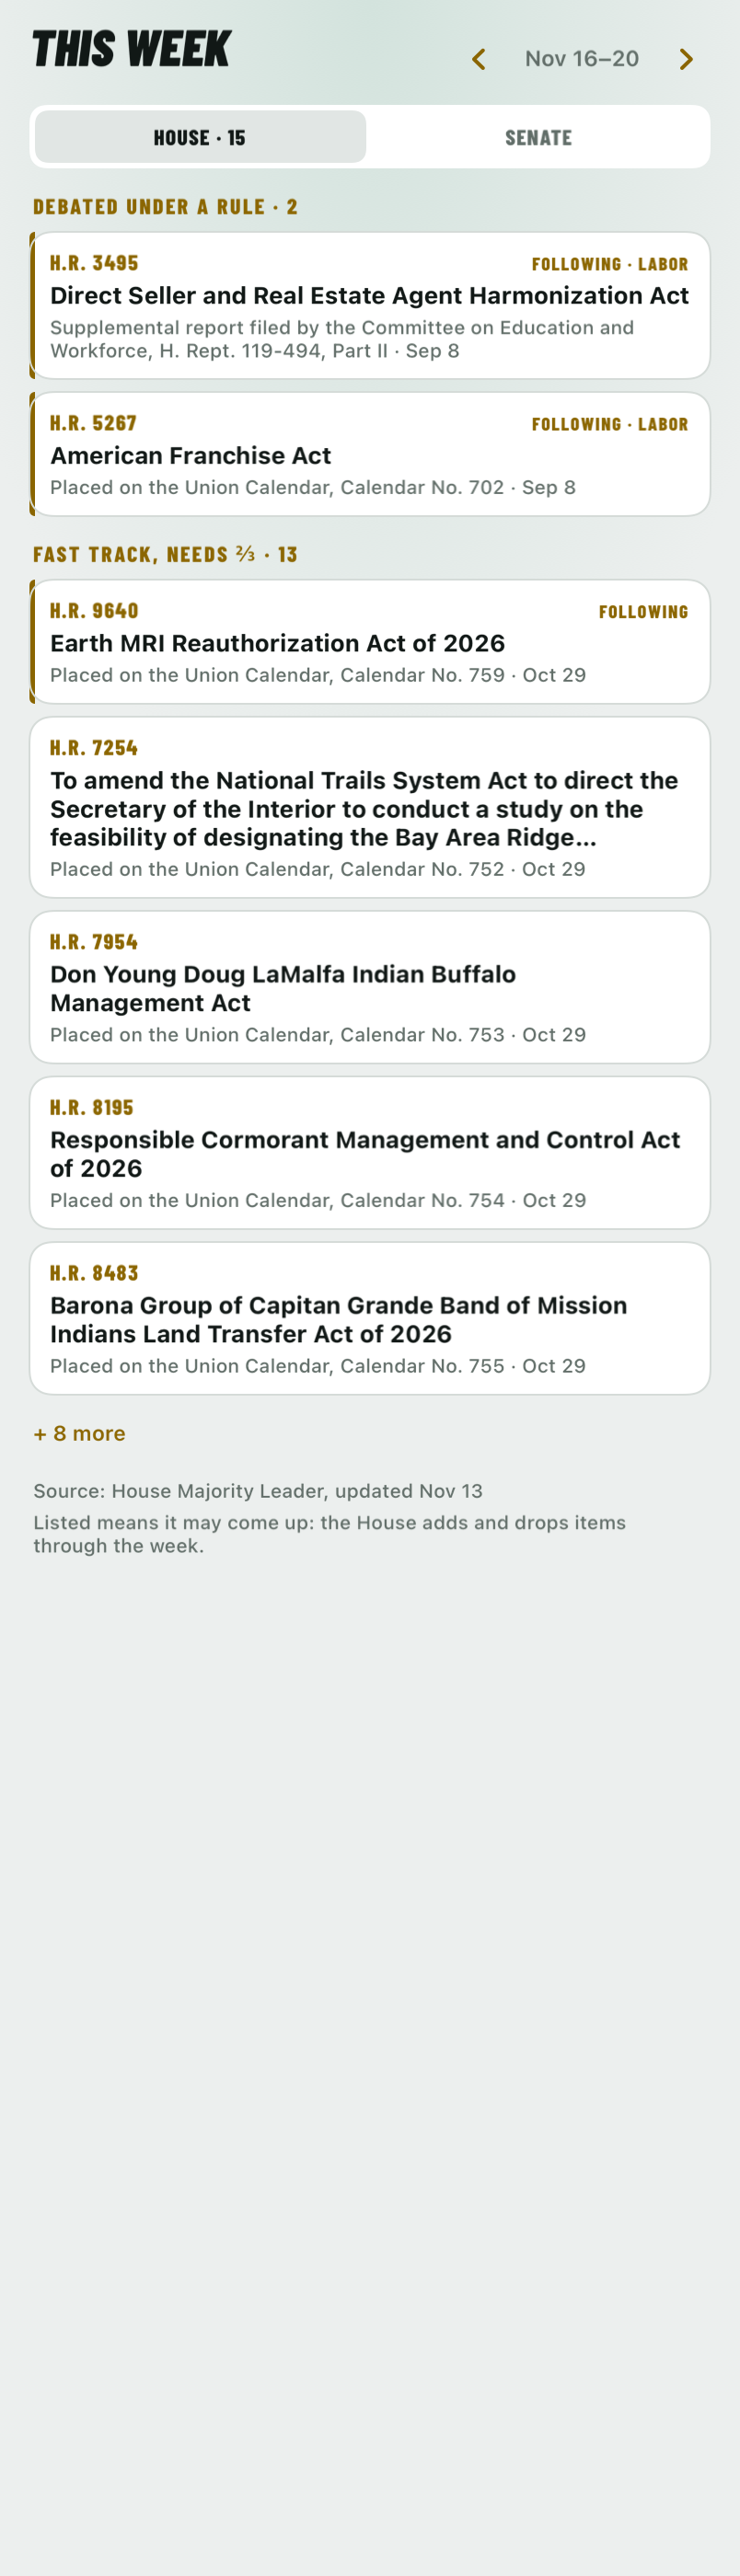 THIS WEEK
Nov 16–20
HOUSE · 15
SENATE
DEBATED UNDER A RULE · 2
H.R. 3495
FOLLOWING · LABOR
Direct Seller and Real Estate Agent Harmonization Act
Supplemental report filed by the Committee on Education and
Workforce, H. Rept. 119-494, Part II · Sep 8
H.R. 5267
FOLLOWING · LABOR
American Franchise Act
Placed on the Union Calendar, Calendar No. 702 · Sep 8
FAST TRACK, NEEDS ⅔ · 13
H.R. 9640
FOLLOWING
Earth MRI Reauthorization Act of 2026
Placed on the Union Calendar, Calendar No. 759 · Oct 29
H.R. 7254
To amend the National Trails System Act to direct the
Secretary of the Interior to conduct a study on the
feasibility of designating the Bay Area Ridge...
Placed on the Union Calendar, Calendar No. 752 · Oct 29
H.R. 7954
Don Young Doug LaMalfa Indian Buffalo
Management Act
Placed on the Union Calendar, Calendar No. 753 · Oct 29
H.R. 8195
Responsible Cormorant Management and Control Act
of 2026
Placed on the Union Calendar, Calendar No. 754 · Oct 29
H.R. 8483
Barona Group of Capitan Grande Band of Mission
Indians Land Transfer Act of 2026
Placed on the Union Calendar, Calendar No. 755 · Oct 29
+ 8 more
Source: House Majority Leader, updated Nov 13
Listed means it may come up: the House adds and drops items
through the week.